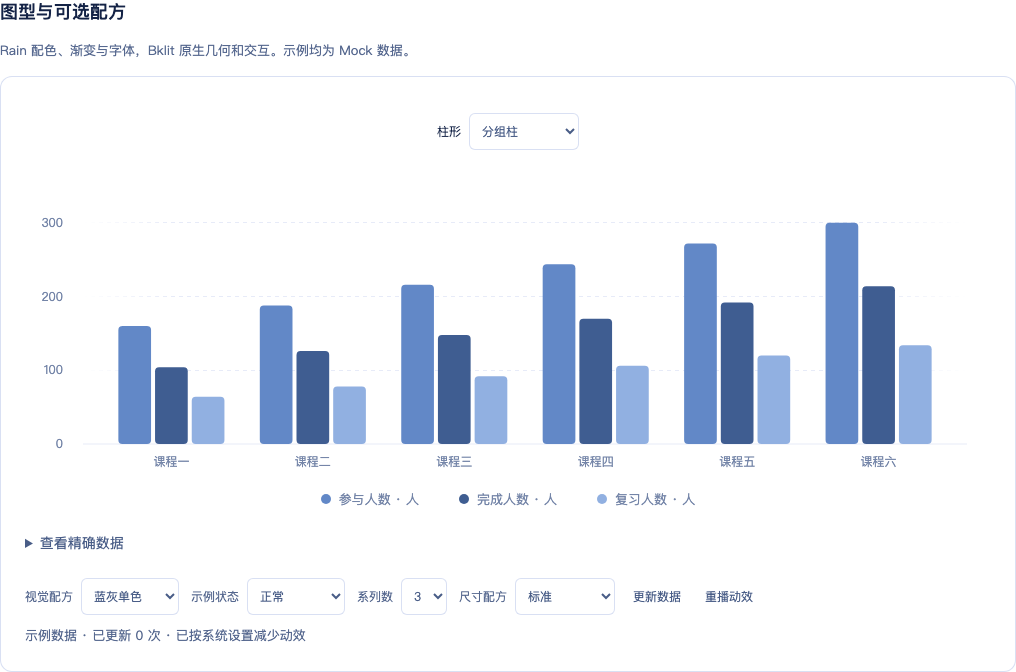 图型与可选配方
Rain 配色、渐变与字体，Bklit 原生几何和交互。示例均为 Mock 数据。
柱形 分组柱
300
200
100
0
课程一 课程二 课程三 课程四 课程五 课程六
参与人数 · 人 完成人数 · 人 复习人数 · 人
查看精确数据
视觉配方 蓝灰单色 示例状态 正常 系列数 3 尺寸配方 标准 更新数据 重播动效
示例数据 · 已更新 0 次 · 已按系统设置减少动效